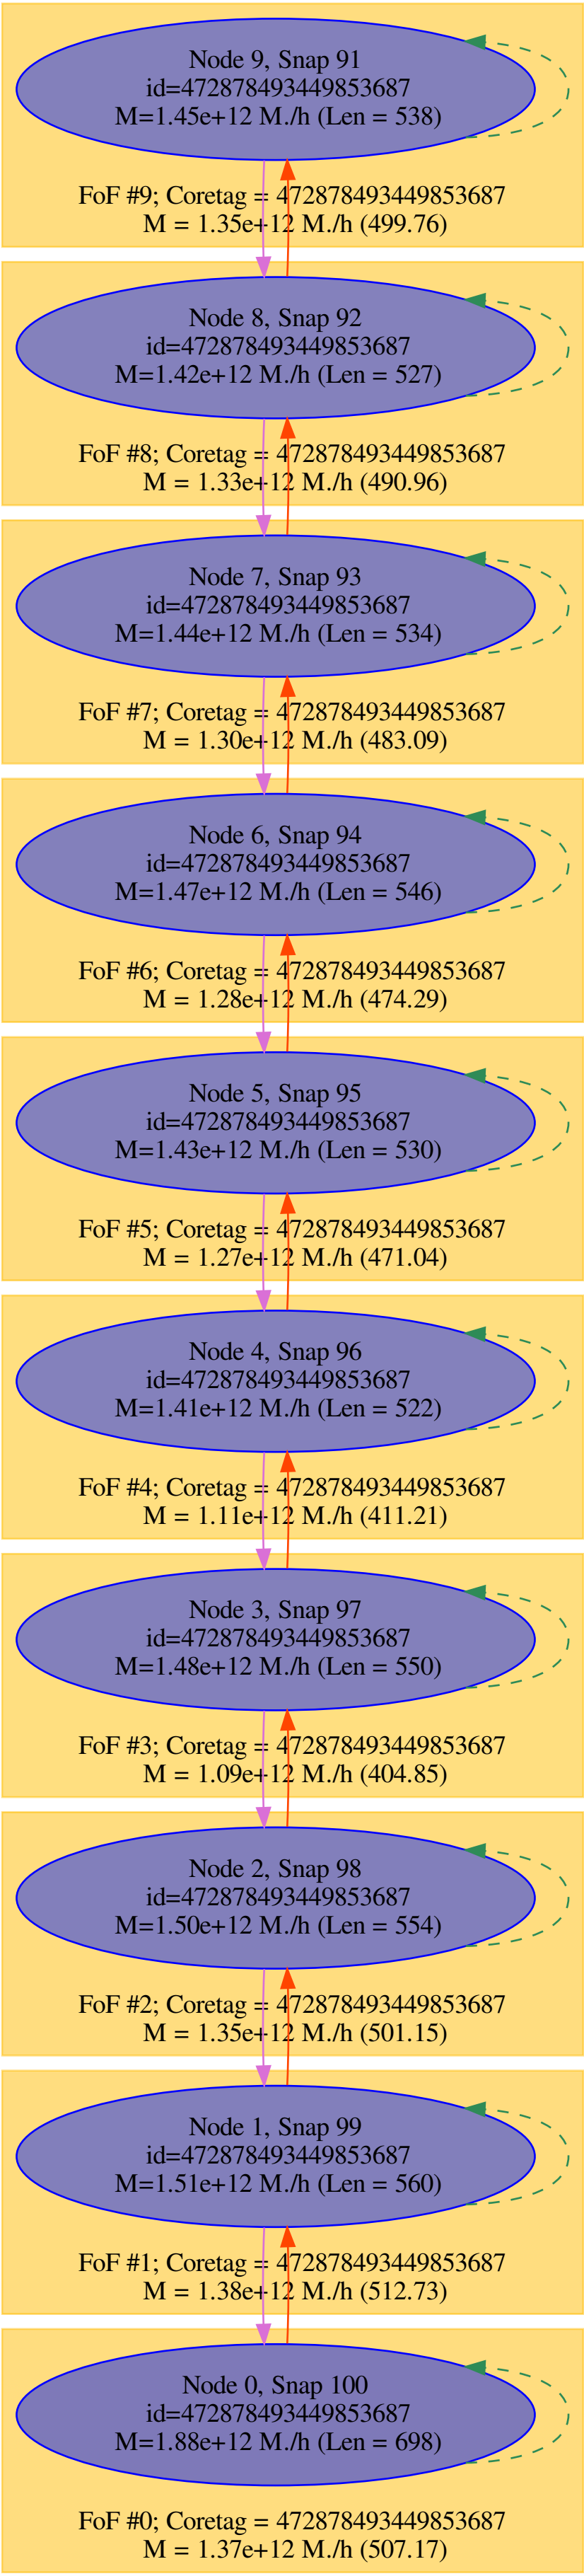 Node 9, Snap 91
id=472878493449853687
M=1.45e+12 M./h (Len = 538)
FoF #9; Coretag = 472878493449853687
M = 1.35e+12 M./h (499.76)
Node 8, Snap 92
id=472878493449853687
M=1.42e+12 M./h (Len = 527)
FoF #8; Coretag = 472878493449853687
M = 1.33e+12 M./h (490.96)
Node 7, Snap 93
id=472878493449853687
M=1.44e+12 M./h (Len = 534)
FoF #7; Coretag = 472878493449853687
M = 1.30e+12 M./h (483.09)
Node 6, Snap 94
id=472878493449853687
M=1.47e+12 M./h (Len = 546)
FoF #6; Coretag = 472878493449853687
M = 1.28e+12 M./h (474.29)
Node 5, Snap 95
id=472878493449853687
M=1.43e+12 M./h (Len = 530)
FoF #5; Coretag = 472878493449853687
M = 1.27e+12 M./h (471.04)
Node 4, Snap 96
id=472878493449853687
M=1.41e+12 M./h (Len = 522)
FoF #4; Coretag = 472878493449853687
M = 1.11e+12 M./h (411.21)
Node 3, Snap 97
id=472878493449853687
M=1.48e+12 M./h (Len = 550)
FoF #3; Coretag = 472878493449853687
M = 1.09e+12 M./h (404.85)
Node 2, Snap 98
id=472878493449853687
M=1.50e+12 M./h (Len = 554)
FoF #2; Coretag = 472878493449853687
M = 1.35e+12 M./h (501.15)
Node 1, Snap 99
id=472878493449853687
M=1.51e+12 M./h (Len = 560)
FoF #1; Coretag = 472878493449853687
M = 1.38e+12 M./h (512.73)
Node 0, Snap 100
id=472878493449853687
M=1.88e+12 M./h (Len = 698)
FoF #0; Coretag = 472878493449853687
M = 1.37e+12 M./h (507.17)